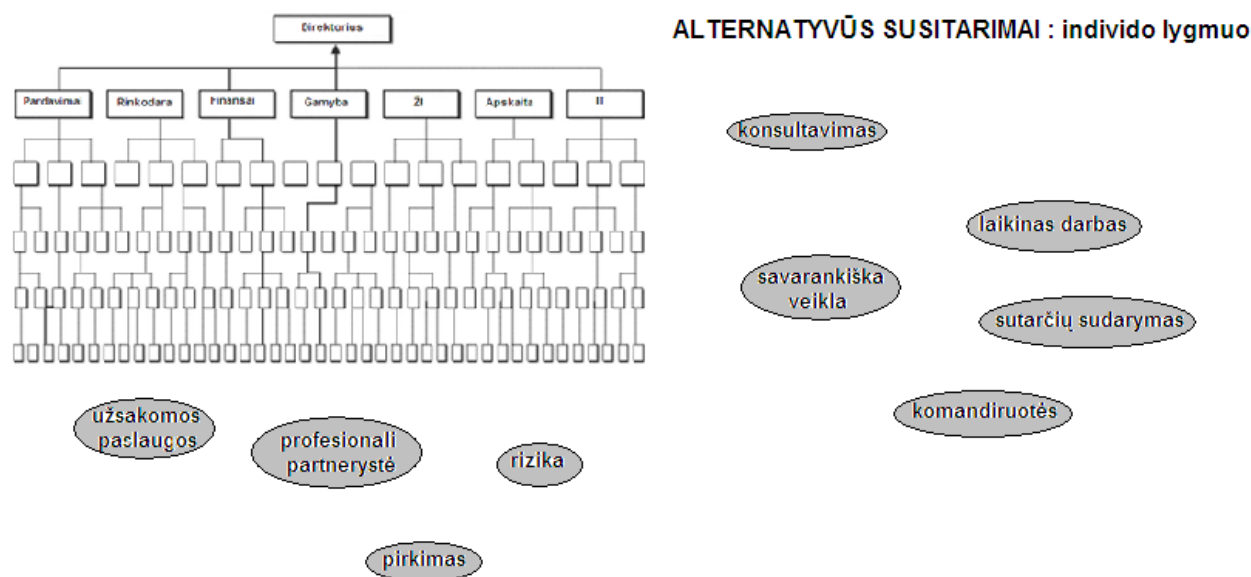 Direktorius
ALTERNATYVŪS SUSITARIMAI : individo lygmuo
Pardavimai
Rinkodara
Finansai
Gamyba
ŽI
Apskaita
konsultavimas
laikinas darbas
savarankiška
veikla
sutarčių sudarymas
komandiruotės
užsakomos
paslaugos
profesionali
partnerystė
rizika
pirkimas